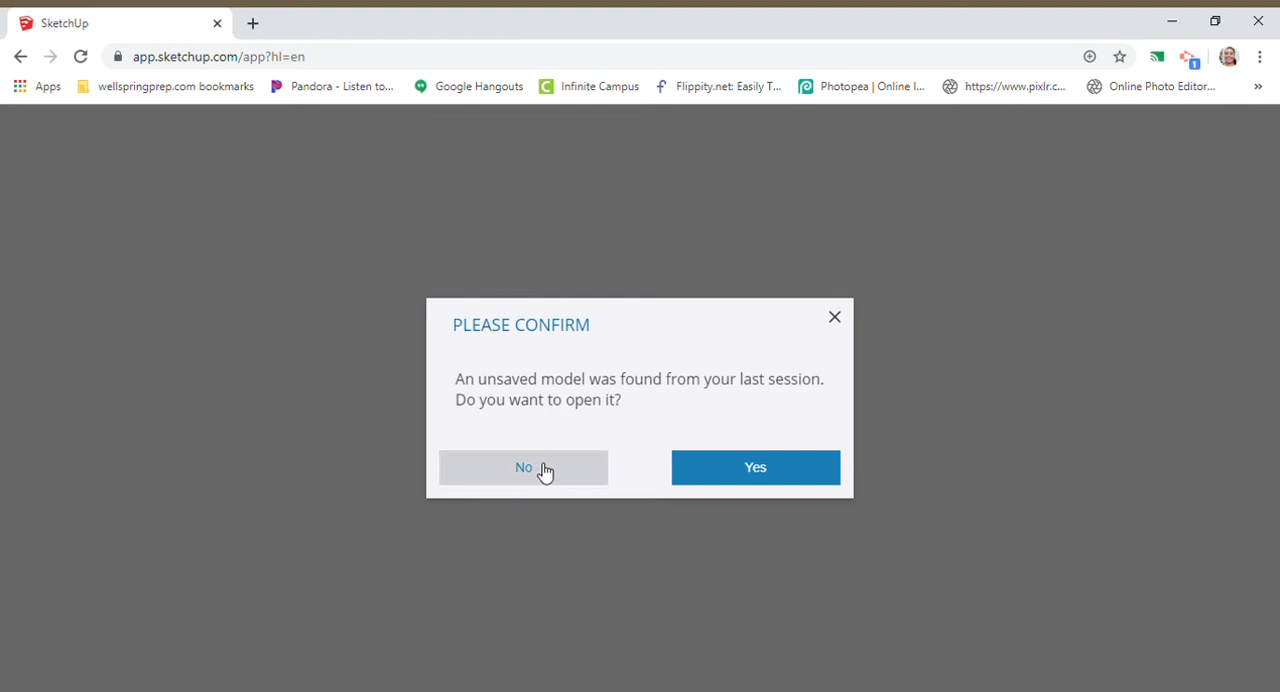 SketchUp
app.sketchup.com/app?hl=en
1
Apps wellspringprep.com bookmarks Pandora - Listen to... Google Hangouts Infinite Campus Flippity.net: Easily T... Photopea | Online I... https://www.pixlr.c... Online Photo Editor... »
PLEASE CONFIRM
An unsaved model was found from your last session.
Do you want to open it?
No Yes